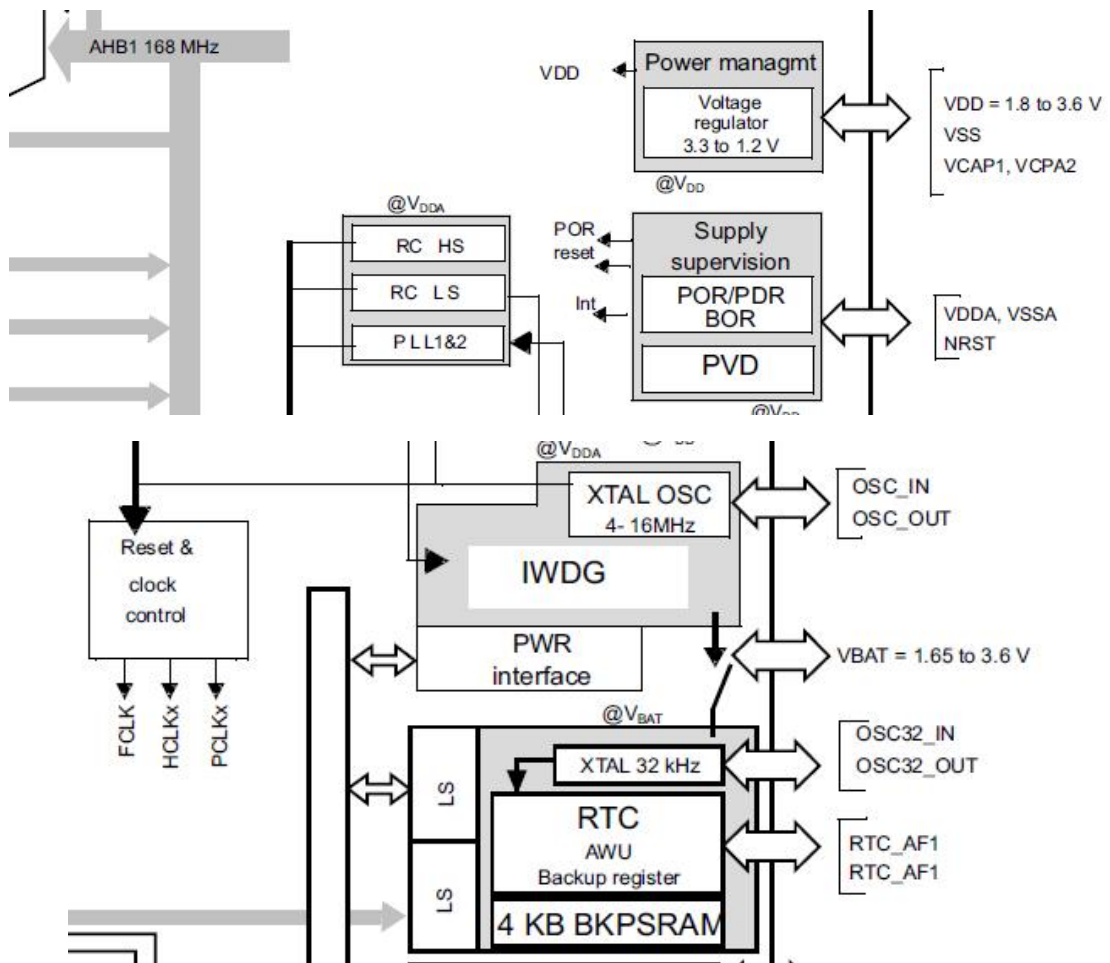 AHB1 168 MHz
VDD
Power managmt
Voltage
regulator
3.3 to 1.2 V
VDD = 1.8 to 3.6 V
VSS
VCAP1, VCPA2
@VDD
@VDDA
RC HS
RC LS
PLL1&2
POR
reset
Int
Supply
supervision
POR/PDR
BOR
PVD
VDDA, VSSA
NRST
@VDD
@VDDA
XTAL OSC
4- 16MHz
OSC_IN
OSC_OUT
Reset &
clock
control
IWDG
PWR
interface
VBAT = 1.65 to 3.6 V
FCLK
HCLKx
PCLKx
@VBAT
LS
LS
XTAL 32 kHz
OSC32_IN
OSC32_OUT
RTC
AWU
Backup register
RTC_AF1
RTC_AF1
4 KB BKPSRAM